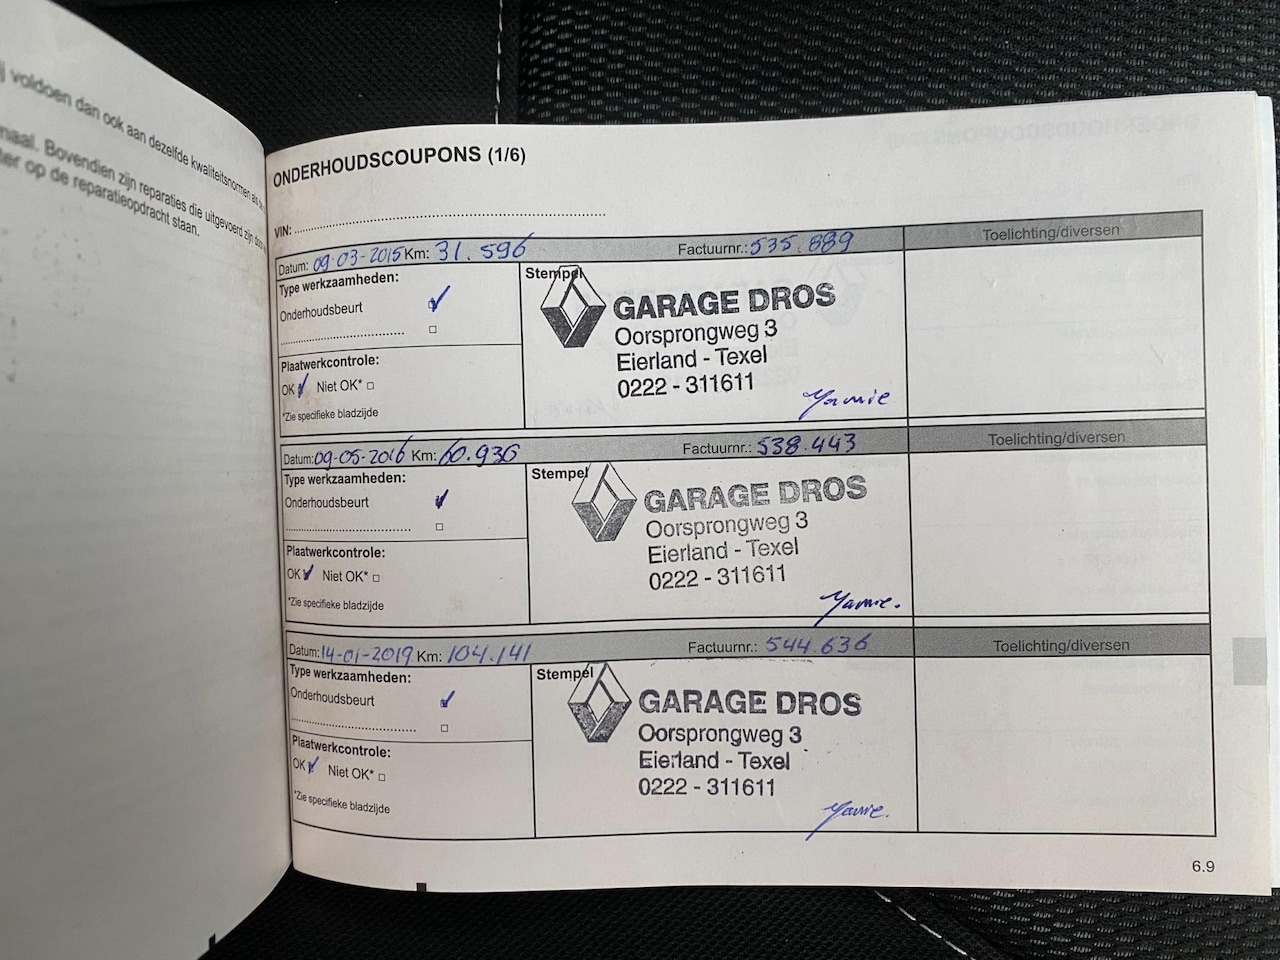 voldoen dan ook aan dezelfde kwaliteitsnormen als de
Bovendien zijn reparaties die uitgevoerd zijn door
op de reparatieopdracht staan.
ONDERHOUDSCOUPONS (1/6)
VIN:
Datum: 09-03-2015 Km: 31.596 Factuurnr.: 535.889 Toelichting/diversen
Type werkzaamheden:
Onderhoudsbeurt
Plaatwerkcontrole:
OK Niet OK*
*Zie specifieke bladzijde
Stempel
GARAGE DROS
Oorsprongweg 3
Eierland - Texel
0222 - 311611
Datum: 09-05-2016 Km: 60.936 Factuurnr.: 538.443 Toelichting/diversen
Type werkzaamheden:
Onderhoudsbeurt
Plaatwerkcontrole:
OK Niet OK*
*Zie specifieke bladzijde
Stempel
GARAGE DROS
Oorsprongweg 3
Eierland - Texel
0222 - 311611
Datum: 14-01-2019 Km: 104.141 Factuurnr.: 544.636 Toelichting/diversen
Type werkzaamheden:
Onderhoudsbeurt
Plaatwerkcontrole:
OK Niet OK*
*Zie specifieke bladzijde
Stempel
GARAGE DROS
Oorsprongweg 3
Eierland - Texel
0222 - 311611
6.9